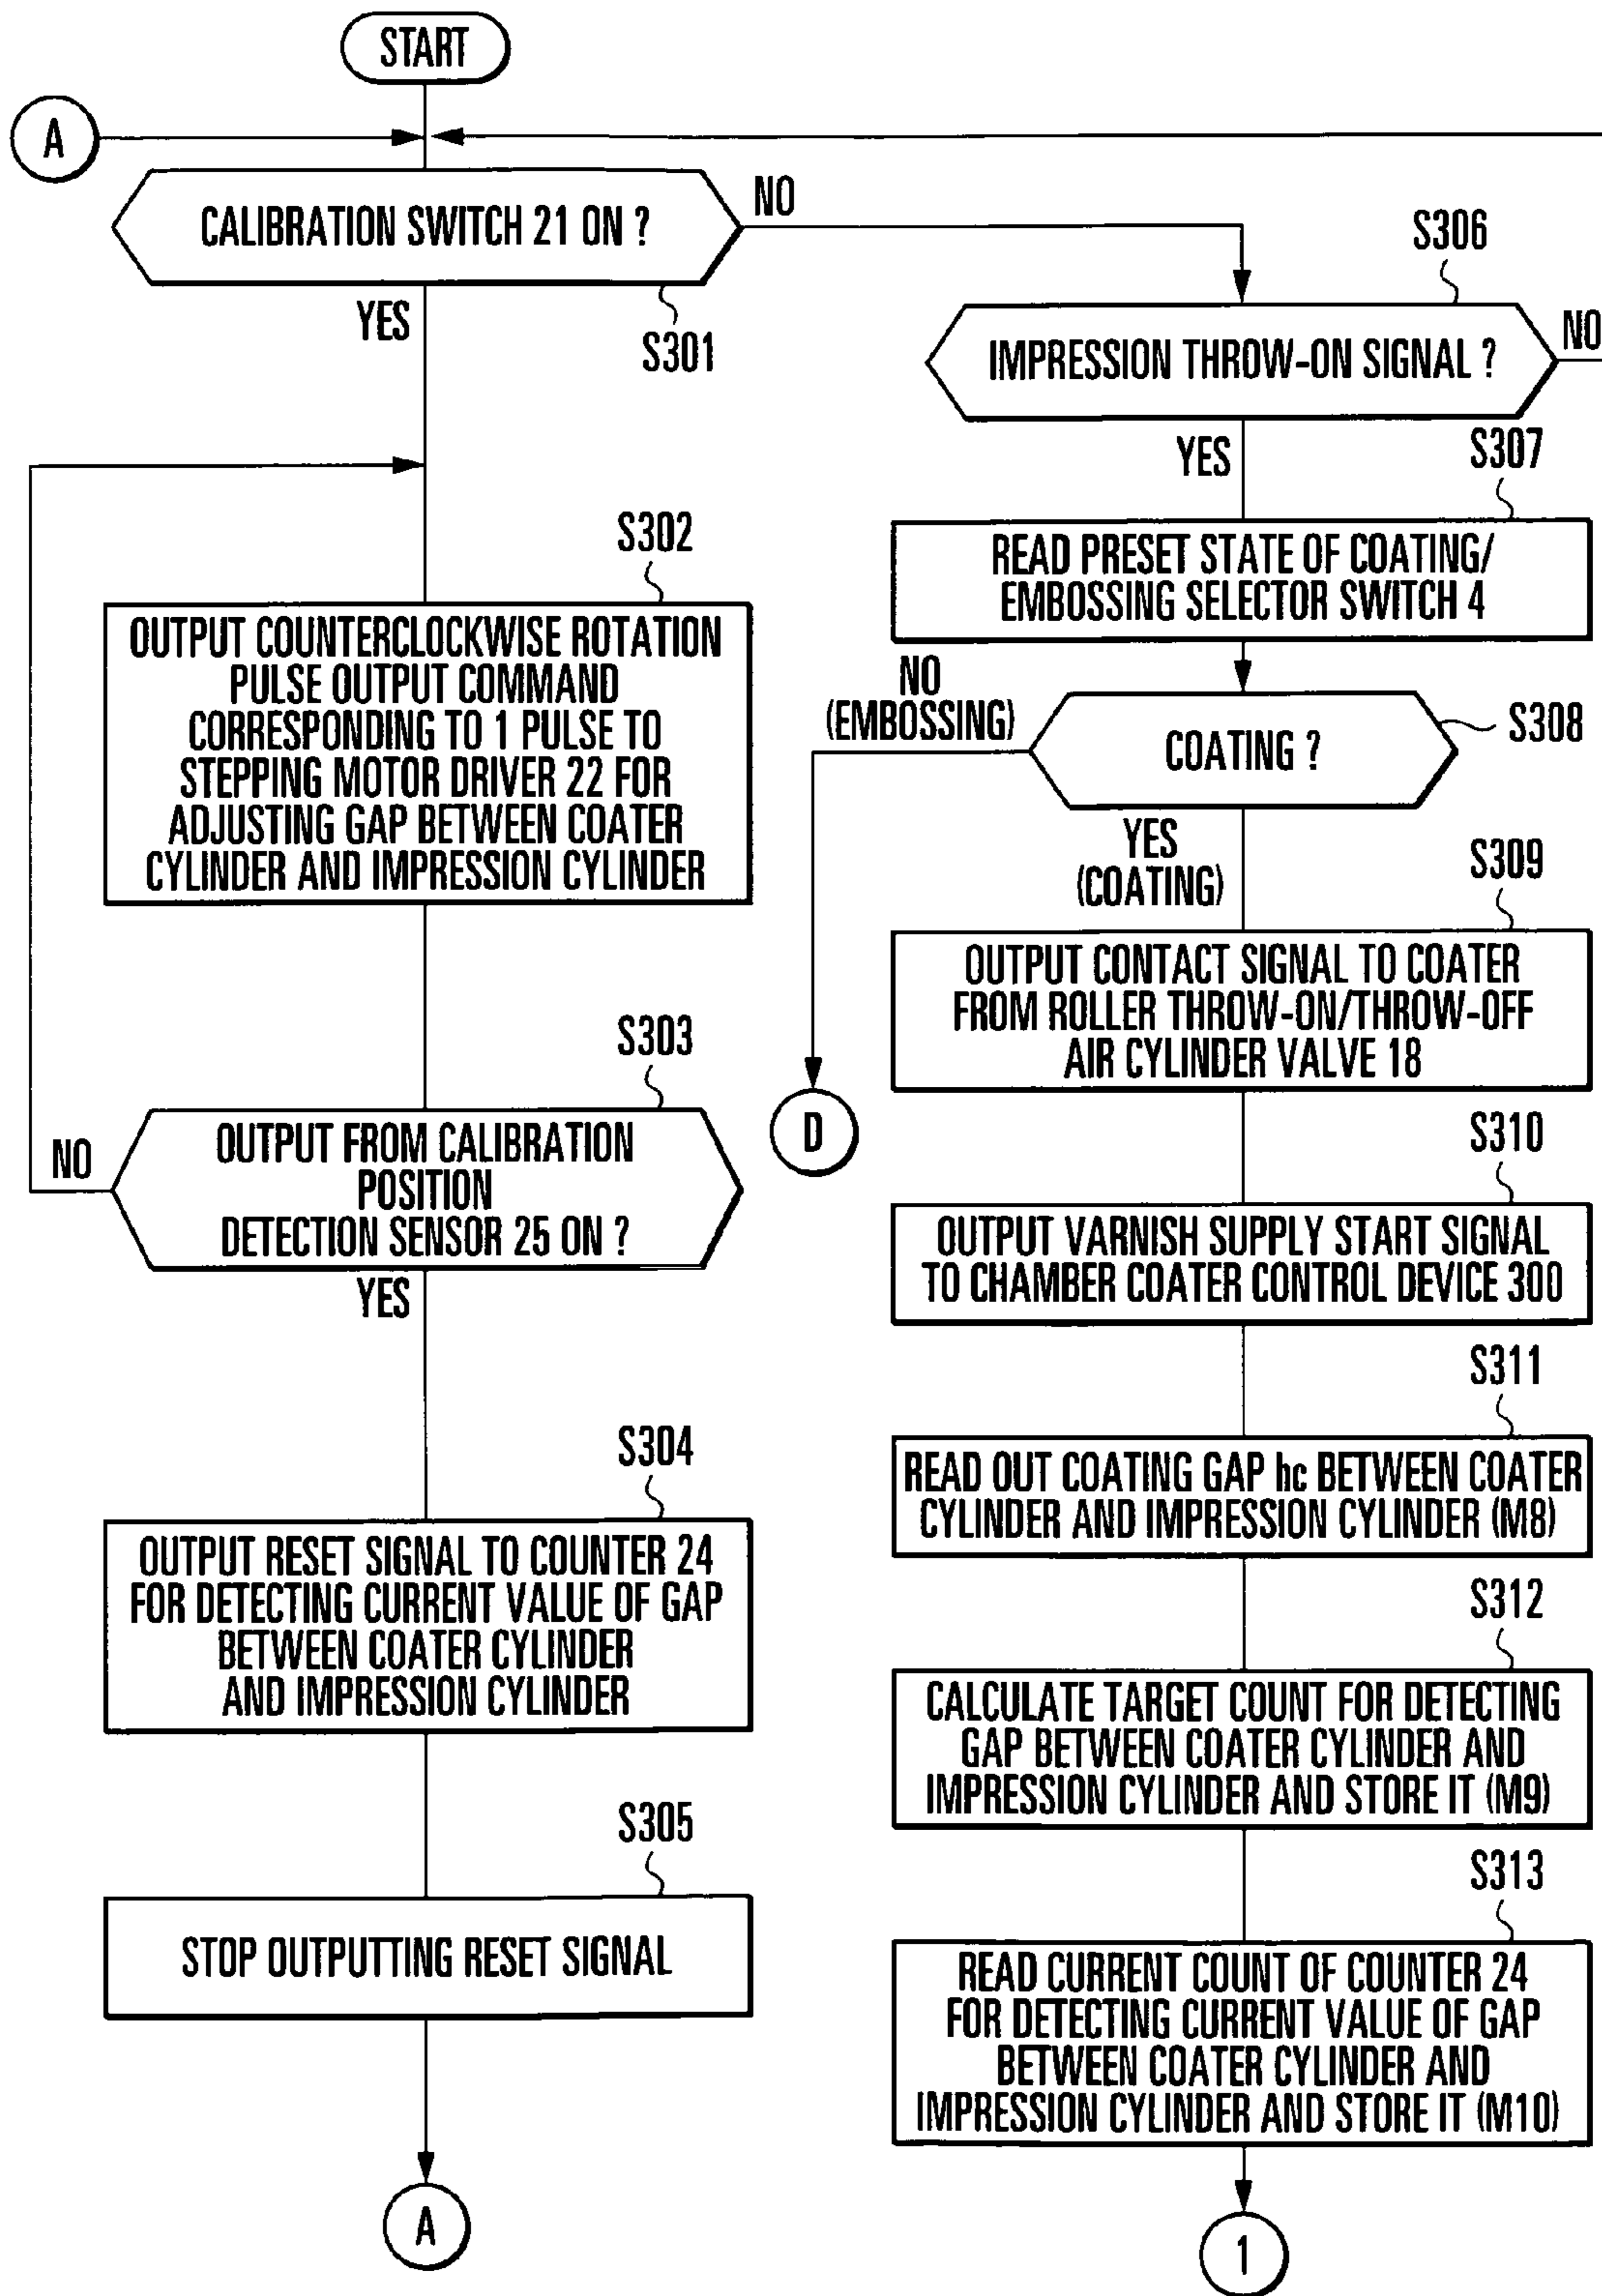 START
A
CALIBRATION SWITCH 21 ON ?
NO
YES
S301
S302
OUTPUT COUNTERCLOCKWISE ROTATION
PULSE OUTPUT COMMAND
CORRESPONDING TO 1 PULSE TO
STEPPING MOTOR DRIVER 22 FOR
ADJUSTING GAP BETWEEN COATER
CYLINDER AND IMPRESSION CYLINDER
S303
NO
OUTPUT FROM CALIBRATION
POSITION
DETECTION SENSOR 25 ON ?
YES
S304
OUTPUT RESET SIGNAL TO COUNTER 24
FOR DETECTING CURRENT VALUE OF GAP
BETWEEN COATER CYLINDER
AND IMPRESSION CYLINDER
S305
STOP OUTPUTTING RESET SIGNAL
A
S306
IMPRESSION THROW-ON SIGNAL ?
NO
YES
S307
READ PRESET STATE OF COATING/
EMBOSSING SELECTOR SWITCH 4
NO
(EMBOSSING)
COATING ?
S308
D
YES
(COATING)
S309
OUTPUT CONTACT SIGNAL TO COATER
FROM ROLLER THROW-ON/THROW-OFF
AIR CYLINDER VALVE 18
S310
OUTPUT VARNISH SUPPLY START SIGNAL
TO CHAMBER COATER CONTROL DEVICE 300
S311
READ OUT COATING GAP hc BETWEEN COATER
CYLINDER AND IMPRESSION CYLINDER (M8)
S312
CALCULATE TARGET COUNT FOR DETECTING
GAP BETWEEN COATER CYLINDER AND
IMPRESSION CYLINDER AND STORE IT (M9)
S313
READ CURRENT COUNT OF COUNTER 24
FOR DETECTING CURRENT VALUE OF GAP
BETWEEN COATER CYLINDER AND
IMPRESSION CYLINDER AND STORE IT (M10)
1